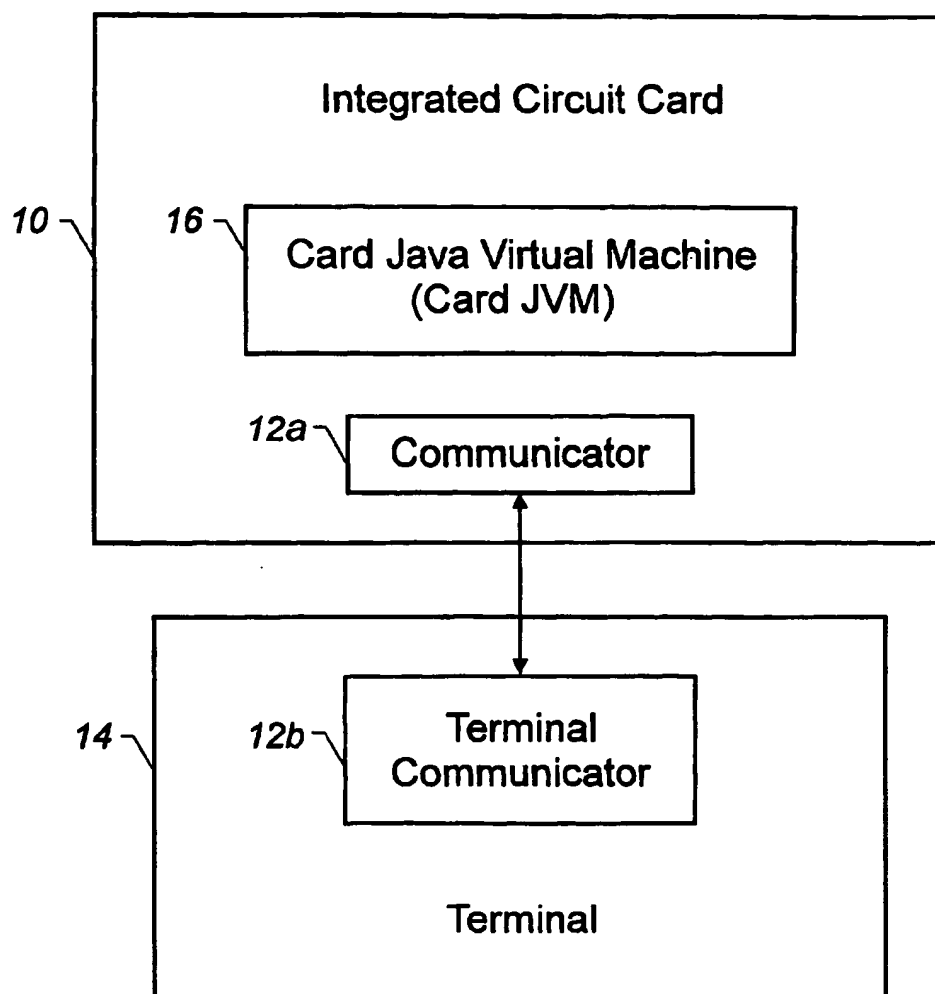 Integrated Circuit Card
10
16
Card Java Virtual Machine
(Card JVM)
12a
Communicator
14
12b
Terminal
Communicator
Terminal